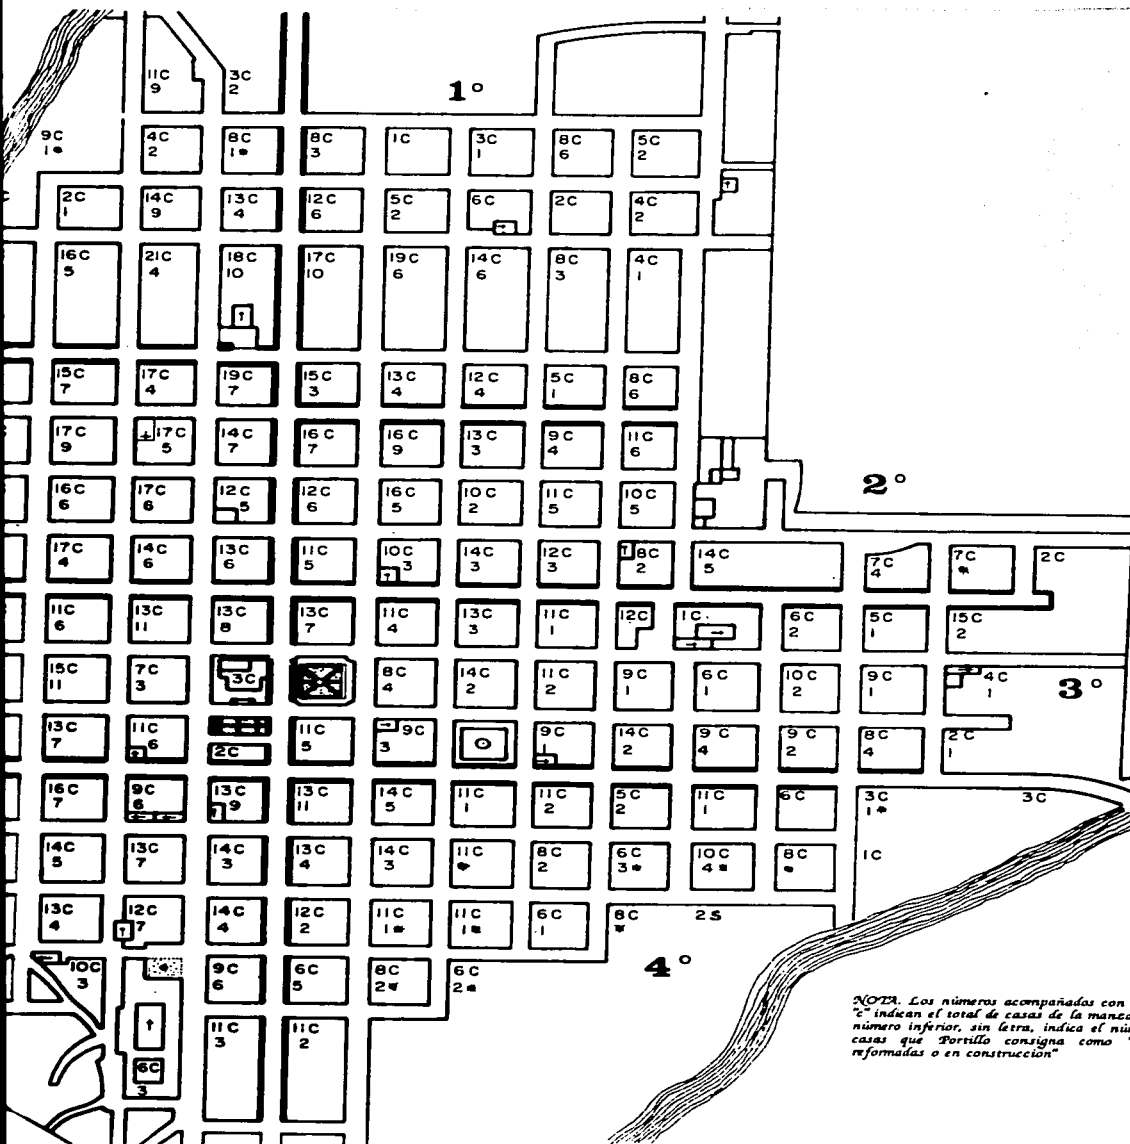 11C 3C
9 2
1°
9C 4C 8C 8C 1C 3C 8C 5C
1* 2 1* 3 1 6 2
2C 14C 13C 12C 5C 6C 2C 4C
1 9 4 6 2 2
16C 21C 18C 17C 19C 14C 8C 4C
5 4 10 10 6 6 3 1
15C 17C 19C 15C 13C 12C 5C 8C
7 4 7 3 4 4 1 6
17C 17C 14C 16C 16C 13C 9C 11C
9 5 7 7 9 3 4 6
2°
16C 17C 12C 12C 16C 10C 11C 10C
6 6 5 6 5 2 5 5
17C 14C 13C 11C 10C 14C 12C 8C 14C 7C 7C 2C
4 6 6 5 3 3 3 2 5 4 *
11C 13C 13C 13C 11C 13C 11C 12C 1C. 6C 5C 15C
6 11 8 7 4 3 1 2 1 2
15C 7C 3C 8C 14C 11C 9C 6C 10C 9C 4C
11 3 4 2 2 1 1 2 1 1
3°
13C 11C 2C 11C 9C 9C 14C 9C 9C 8C 2C
7 6 5 3 1 2 4 2 4 1
16C 9C 13C 13C 14C 11C 11C 5C 11C 6C 3C 3C
7 6 9 11 5 1 2 2 1 1*
14C 13C 14C 13C 14C 11C 8C 6C 10C 8C 1C
5 7 3 4 3 * 2 3* 4* *
13C 12C 14C 12C 11C 11C 6C 8C 2S
4 7 4 2 1* 1* 1 *
4°
10C 9C 6C 8C 6C
3 6 5 2* 2*
11C 11C
3 2
6C
3
NOTA. Los números acompañados con
"c" indican el total de casas de la manza
número inferior, sin letra, indica el nú
casas que Portillo consigna como "
reformadas o en construccion"